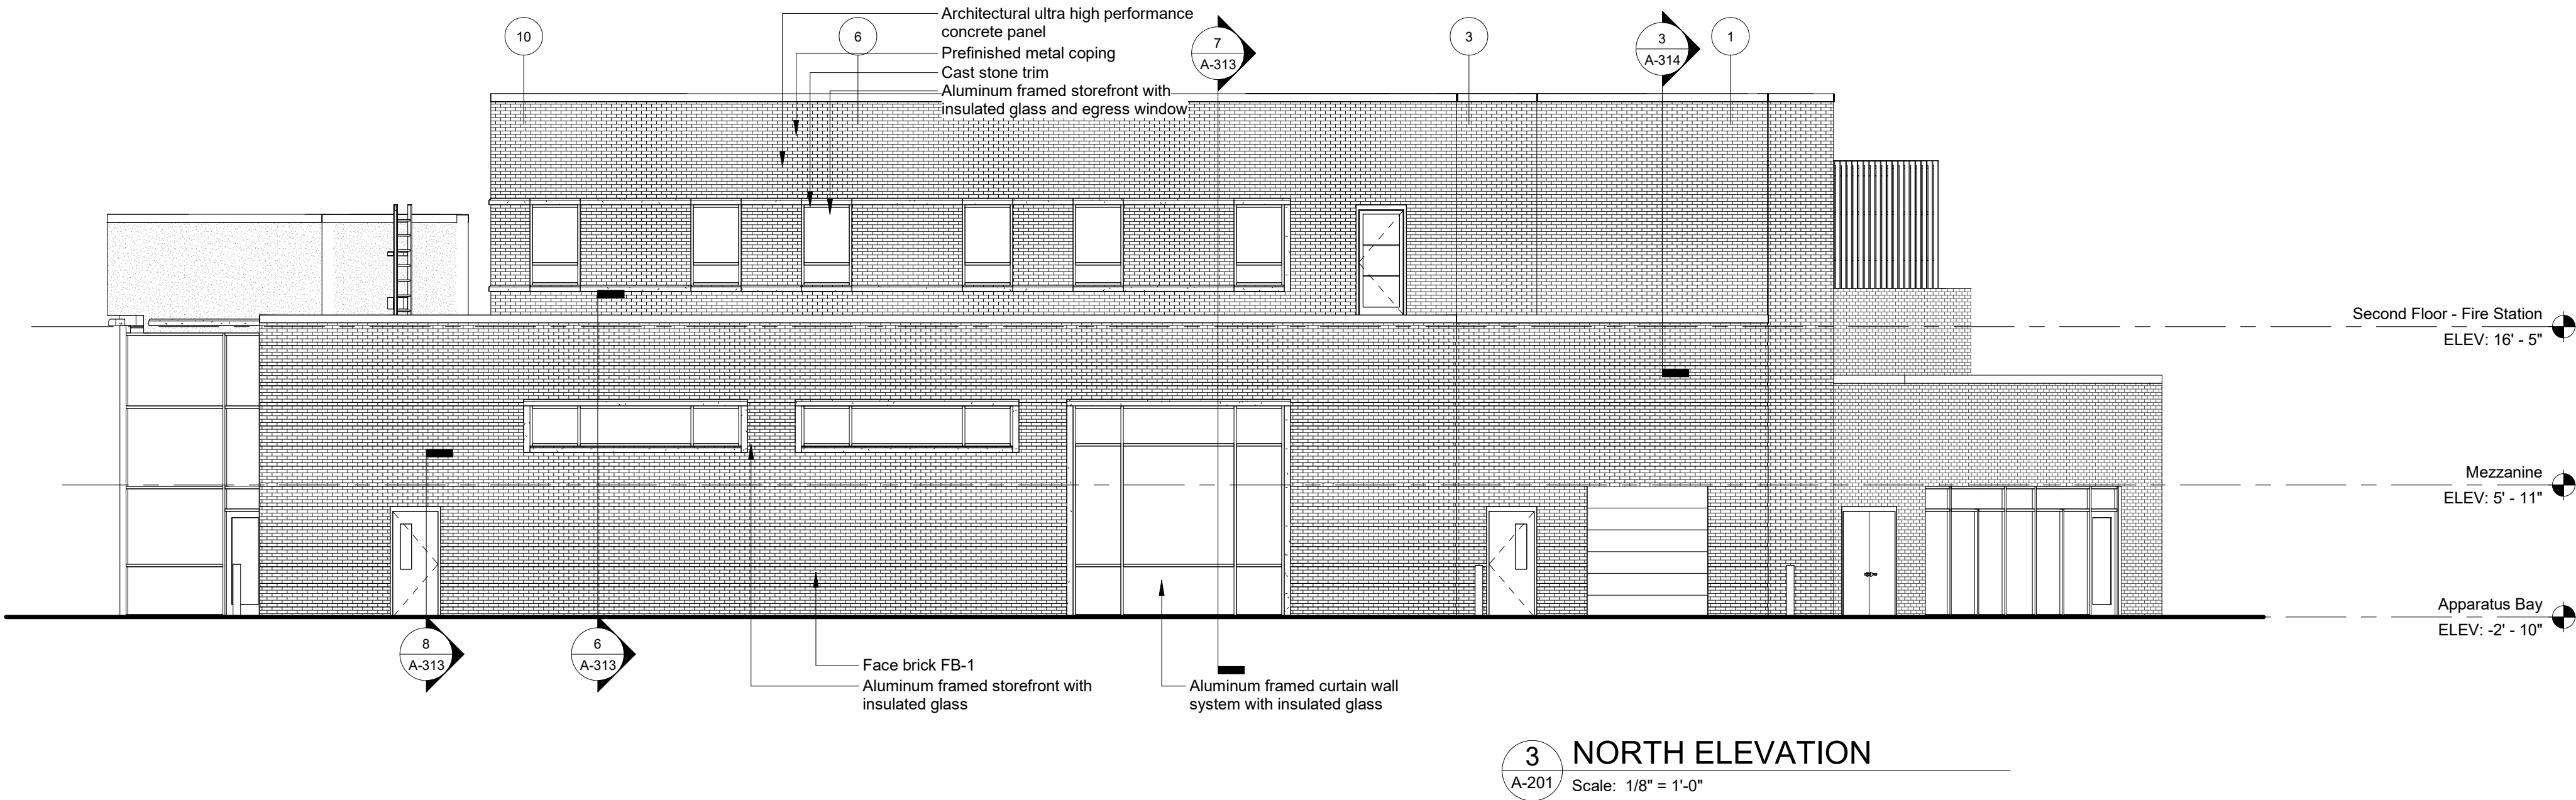 Architectural ultra high performance
concrete panel
Prefinished metal coping
Cast stone trim
Aluminum framed storefront with
insulated glass and egress window
10
6
7
A-313
3
3
A-314
1
Second Floor - Fire Station
ELEV: 16' - 5"
Mezzanine
ELEV: 5' - 11"
Apparatus Bay
ELEV: -2' - 10"
8
A-313
6
A-313
Face brick FB-1
Aluminum framed storefront with
insulated glass
Aluminum framed curtain wall
system with insulated glass
3
A-201
NORTH ELEVATION
Scale: 1/8" = 1'-0"